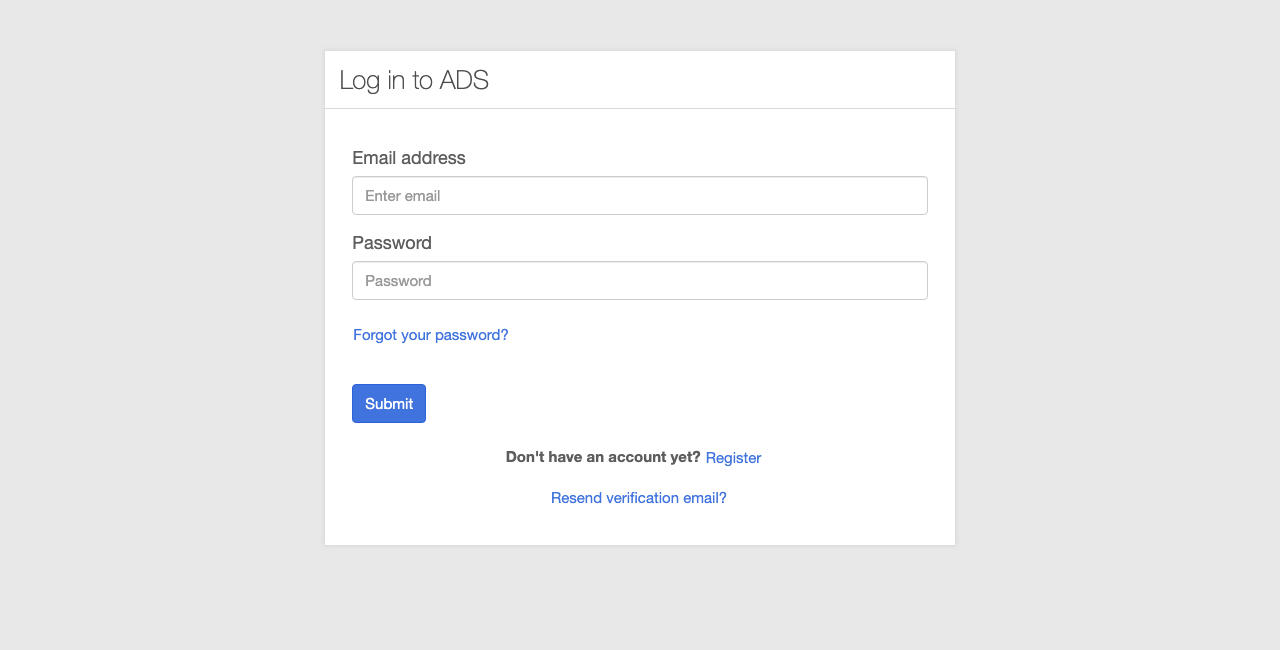 Log in to ADS
Email address
Enter email
Password
Password
Forgot your password?
Submit
Don't have an account yet? Register
Resend verification email?